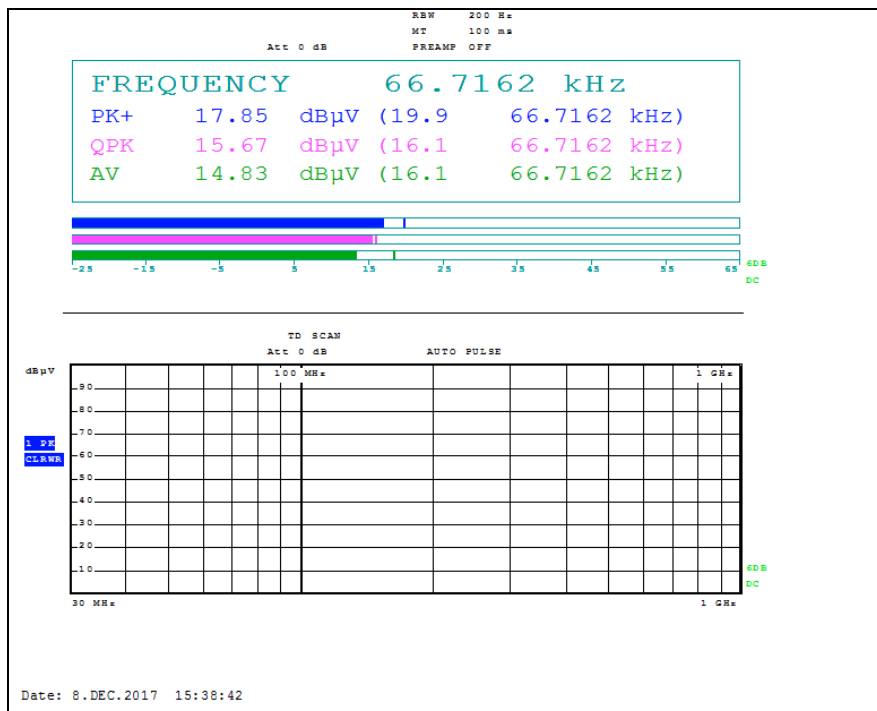 RBW 200 Hz
MT 100 ms
Att 0 dB PREAMP OFF
FREQUENCY 66.7162 kHz
PK+ 17.85 dBµV (19.9 66.7162 kHz)
QPK 15.67 dBµV (16.1 66.7162 kHz)
AV 14.83 dBµV (16.1 66.7162 kHz)
-25 -15 -5 5 15 25 35 45 55 65
6DB
DC
TD SCAN
Att 0 dB AUTO PULSE
dBµV
100 MHz 1 GHz
90
80
70
1 PK
CLRWR
60
50
40
30
20
10
6DB
DC
30 MHz 1 GHz
Date: 8.DEC.2017 15:38:42